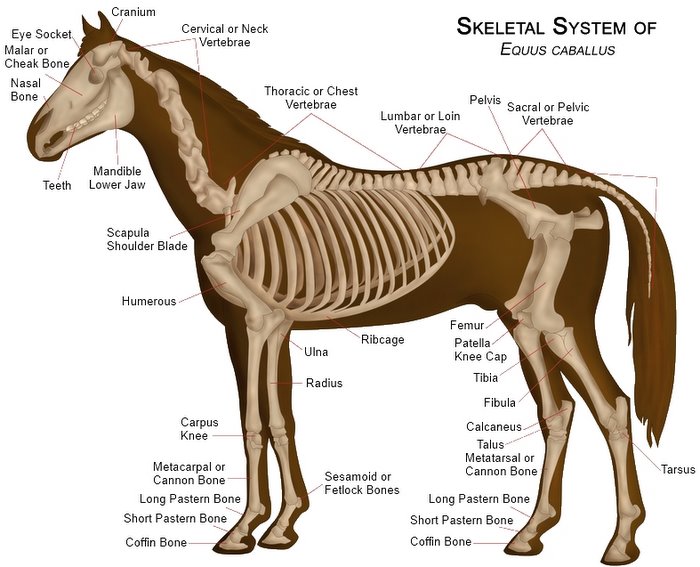 SKELETAL SYSTEM OF
EQUUS CABALLUS
Cranium
Eye Socket
Malar or
Cheak Bone
Nasal
Bone
Cervical or Neck
Vertebrae
Thoracic or Chest
Vertebrae
Lumbar or Loin
Vertebrae
Pelvis
Sacral or Pelvic
Vertebrae
Teeth
Mandible
Lower Jaw
Scapula
Shoulder Blade
Humerous
Ribcage
Ulna
Radius
Femur
Patella
Knee Cap
Tibia
Fibula
Carpus
Knee
Calcaneus
Talus
Metatarsal or
Cannon Bone
Tarsus
Metacarpal or
Cannon Bone
Sesamoid or
Fetlock Bones
Long Pastern Bone
Short Pastern Bone
Coffin Bone
Long Pastern Bone
Short Pastern Bone
Coffin Bone